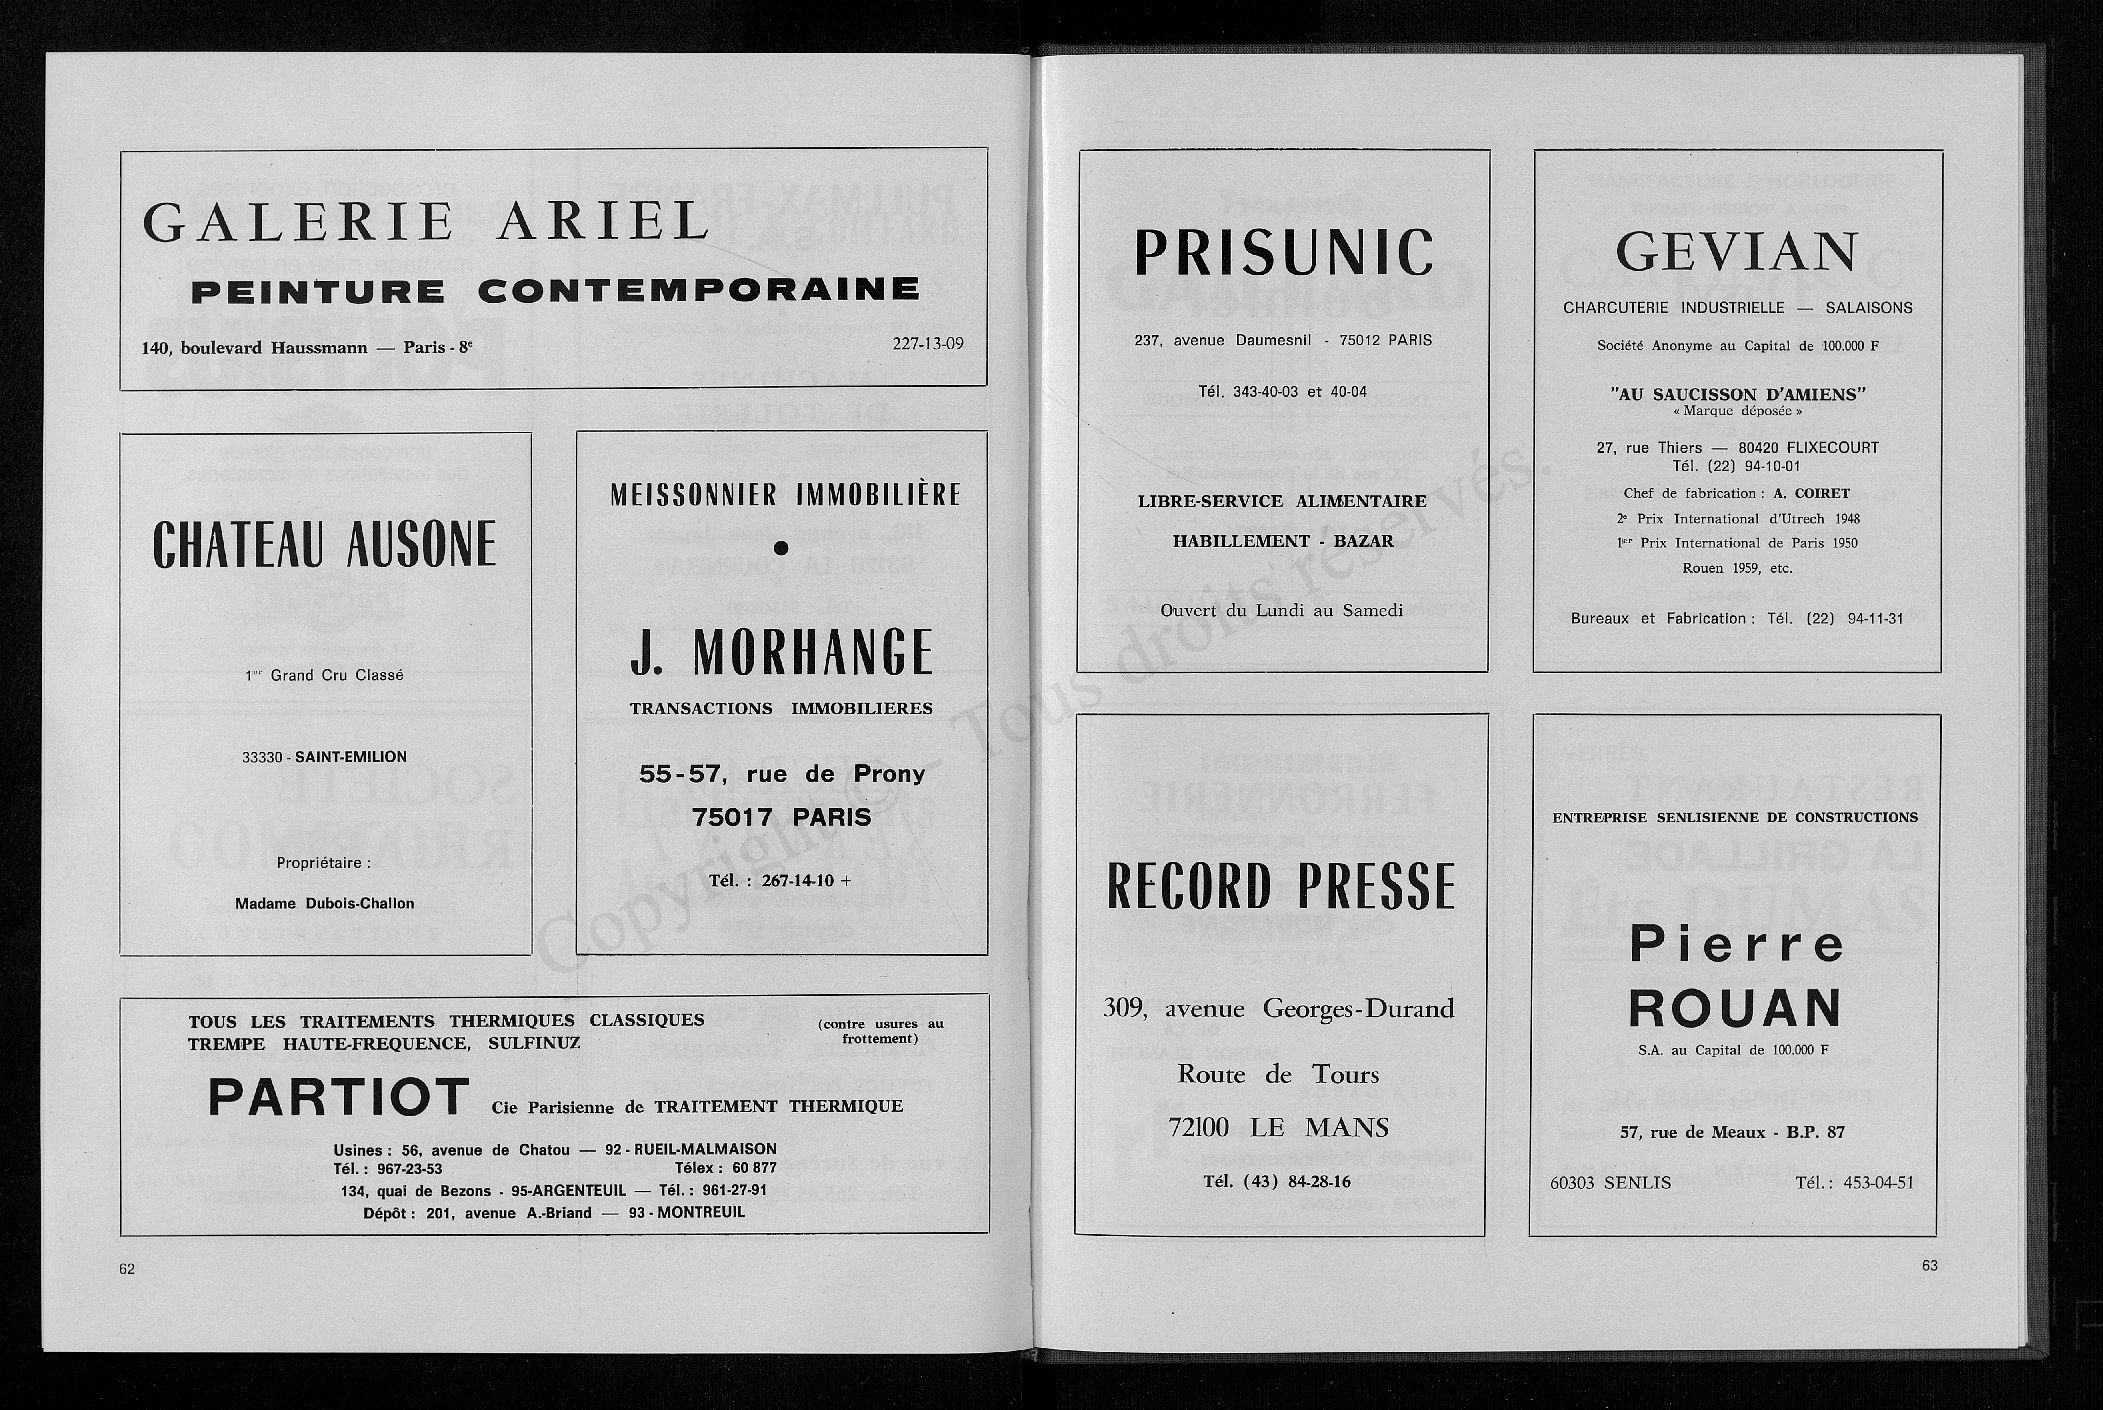 GALERIE ARIEL
PEINTURE CONTEMPORAINE
140, boulevard Haussmann — Paris - 8e
227-13-09
CHATEAU AUSONE
1er Grand Cru Classé
33330 - SAINT-EMILION
Propriétaire :
Madame Dubois-Challon
MEISSONNIER IMMOBILIÈRE
●
J. MORHANGE
TRANSACTIONS IMMOBILIERES
55-57, rue de Prony
75017 PARIS
Tél. : 267-14-10 +
TOUS LES TRAITEMENTS THERMIQUES CLASSIQUES
TREMPE HAUTE-FREQUENCE, SULFINUZ
(contre usures au
frottement)
PARTIOT Cie Parisienne de TRAITEMENT THERMIQUE
Usines : 56, avenue de Chatou — 92 - RUEIL-MALMAISON
Tél. : 967-23-53 Télex : 60 877
134, quai de Bezons - 95-ARGENTEUIL — Tél. : 961-27-91
Dépôt : 201, avenue A.-Briand — 93 - MONTREUIL
62
PRISUNIC
237, avenue Daumesnil - 75012 PARIS
Tél. 343-40-03 et 40-04
LIBRE-SERVICE ALIMENTAIRE
HABILLEMENT - BAZAR
Ouvert du Lundi au Samedi
GEVIAN
CHARCUTERIE INDUSTRIELLE — SALAISONS
Société Anonyme au Capital de 100.000 F
"AU SAUCISSON D'AMIENS"
« Marque déposée »
27, rue Thiers — 80420 FLIXECOURT
Tél. (22) 94-10-01
Chef de fabrication : A. COIRET
2e Prix International d'Utrech 1948
1er Prix International de Paris 1950
Rouen 1959, etc.
Bureaux et Fabrication : Tél. (22) 94-11-31
RECORD PRESSE
309, avenue Georges-Durand
Route de Tours
72100 LE MANS
Tél. (43) 84-28-16
ENTREPRISE SENLISIENNE DE CONSTRUCTIONS
Pierre
ROUAN
S.A. au Capital de 100.000 F
57, rue de Meaux - B.P. 87
60303 SENLIS Tél. : 453-04-51
63
Copyright © - Tous droits réservés.